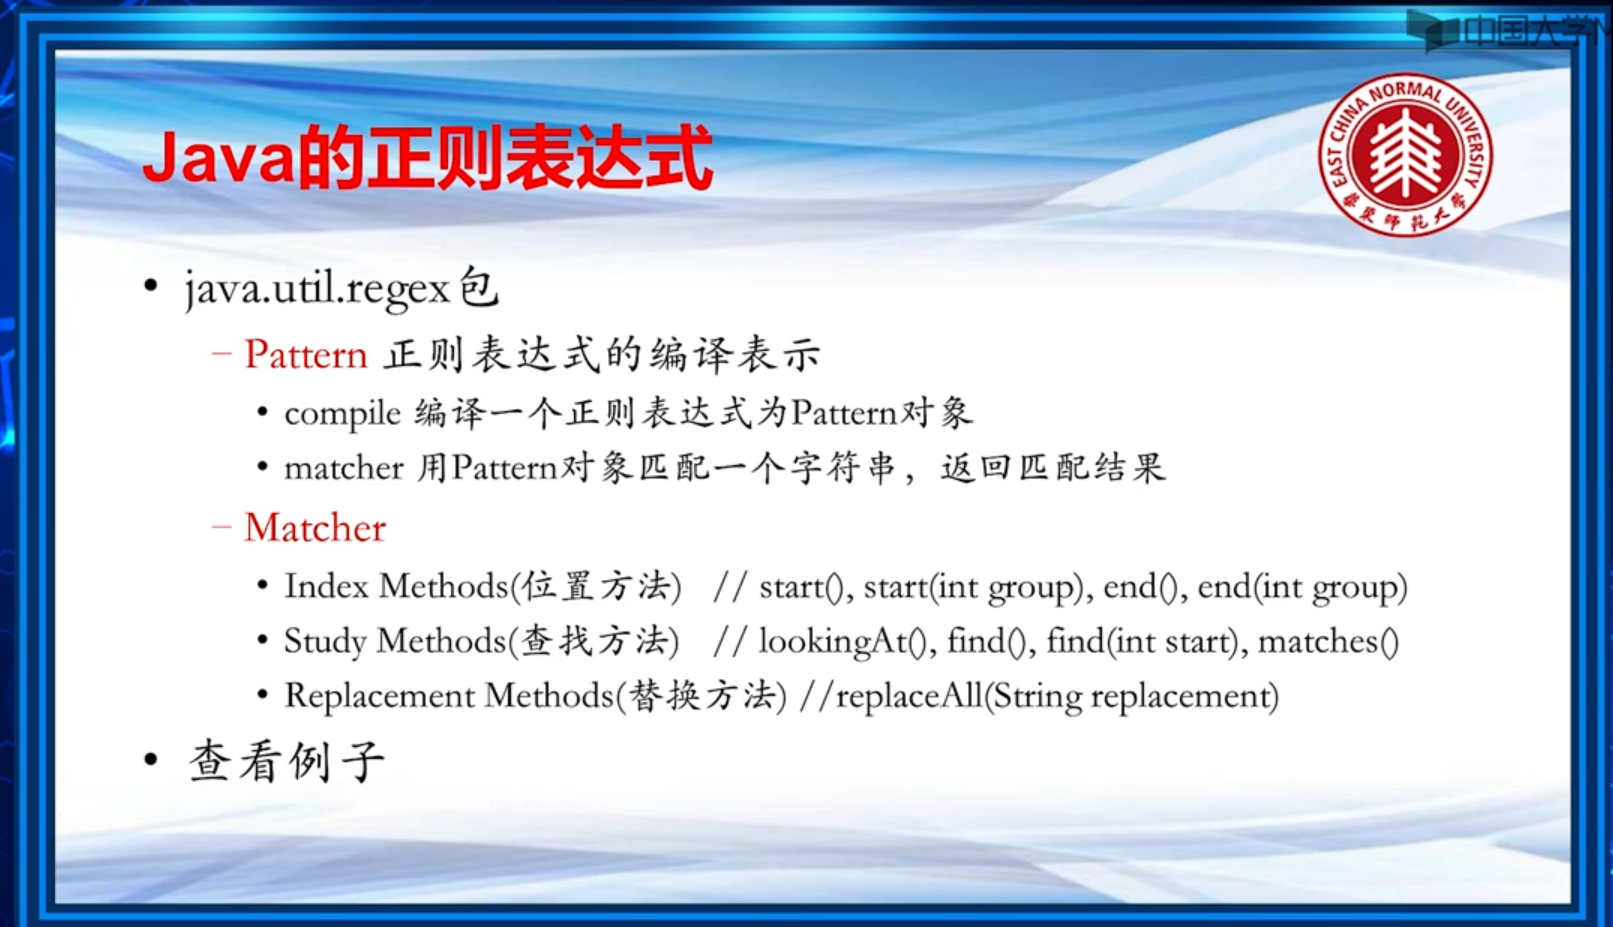 中国大学M
Java的正则表达式
EAST CHINA NORMAL UNIVERSITY
華東師範大学
• java.util.regex包
– Pattern 正则表达式的编译表示
• compile 编译一个正则表达式为Pattern对象
• matcher 用Pattern对象匹配一个字符串，返回匹配结果
– Matcher
• Index Methods(位置方法) // start(), start(int group), end(), end(int group)
• Study Methods(查找方法) // lookingAt(), find(), find(int start), matches()
• Replacement Methods(替换方法) //replaceAll(String replacement)
• 查看例子